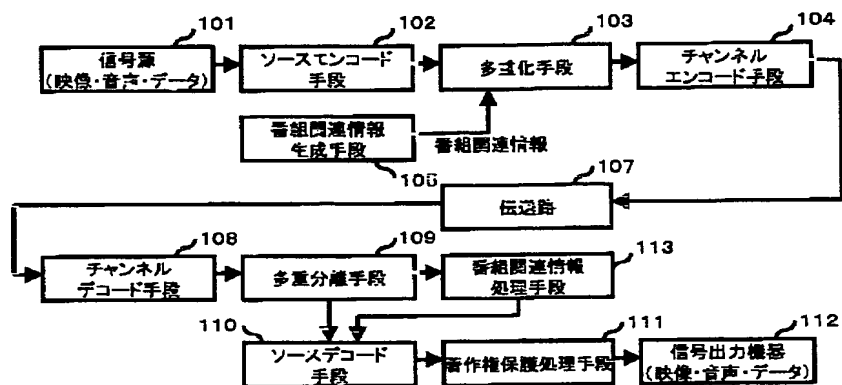 101
102
103
104
信号源
(映像・音声・データ)
ソースエンコード
手段
多重化手段
チャンネル
エンコード手段
番組関連情報
生成手段
番組関連情報
106
107
伝送路
108
109
113
チャンネル
デコード手段
多重分離手段
番組関連情報
処理手段
110
111
112
ソースデコード
手段
著作権保護処理手段
信号出力機器
(映像・音声・データ)